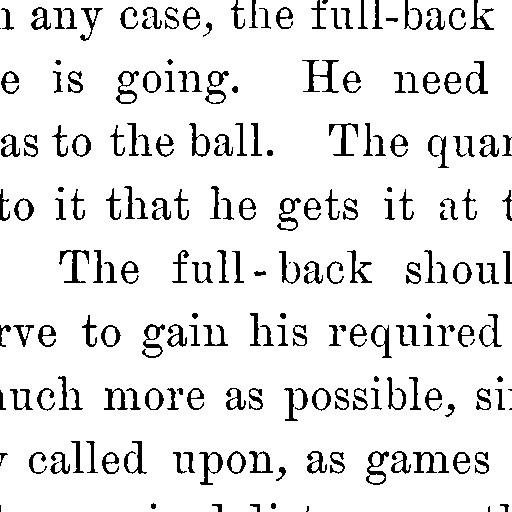 any case, the full-back
e is going. He need
as to the ball. The quar
to it that he gets it at t
The full-back shoul
rve to gain his required
much more as possible, si
called upon, as games